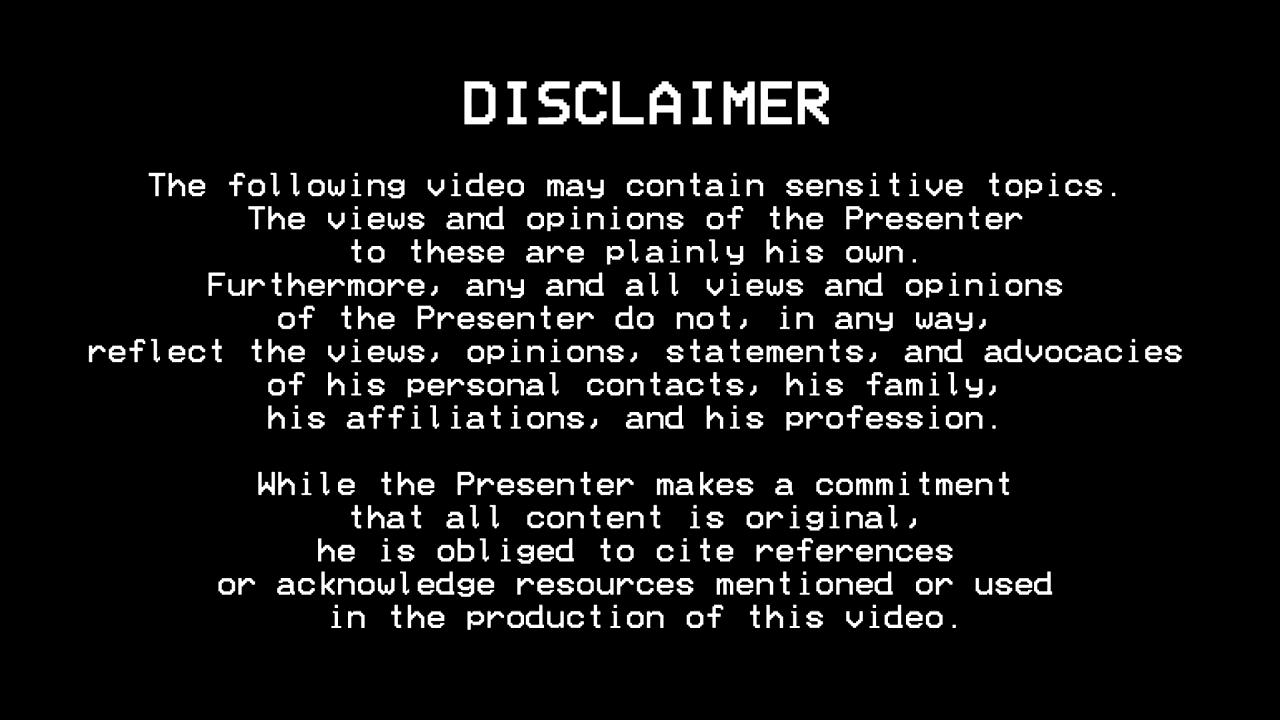 DISCLAIMER
The following video may contain sensitive topics.
The views and opinions of the Presenter
to these are plainly his own.
Furthermore, any and all views and opinions
of the Presenter do not, in any way,
reflect the views, opinions, statements, and advocacies
of his personal contacts, his family,
his affiliations, and his profession.
While the Presenter makes a commitment
that all content is original,
he is obliged to cite references
or acknowledge resources mentioned or used
in the production of this video.